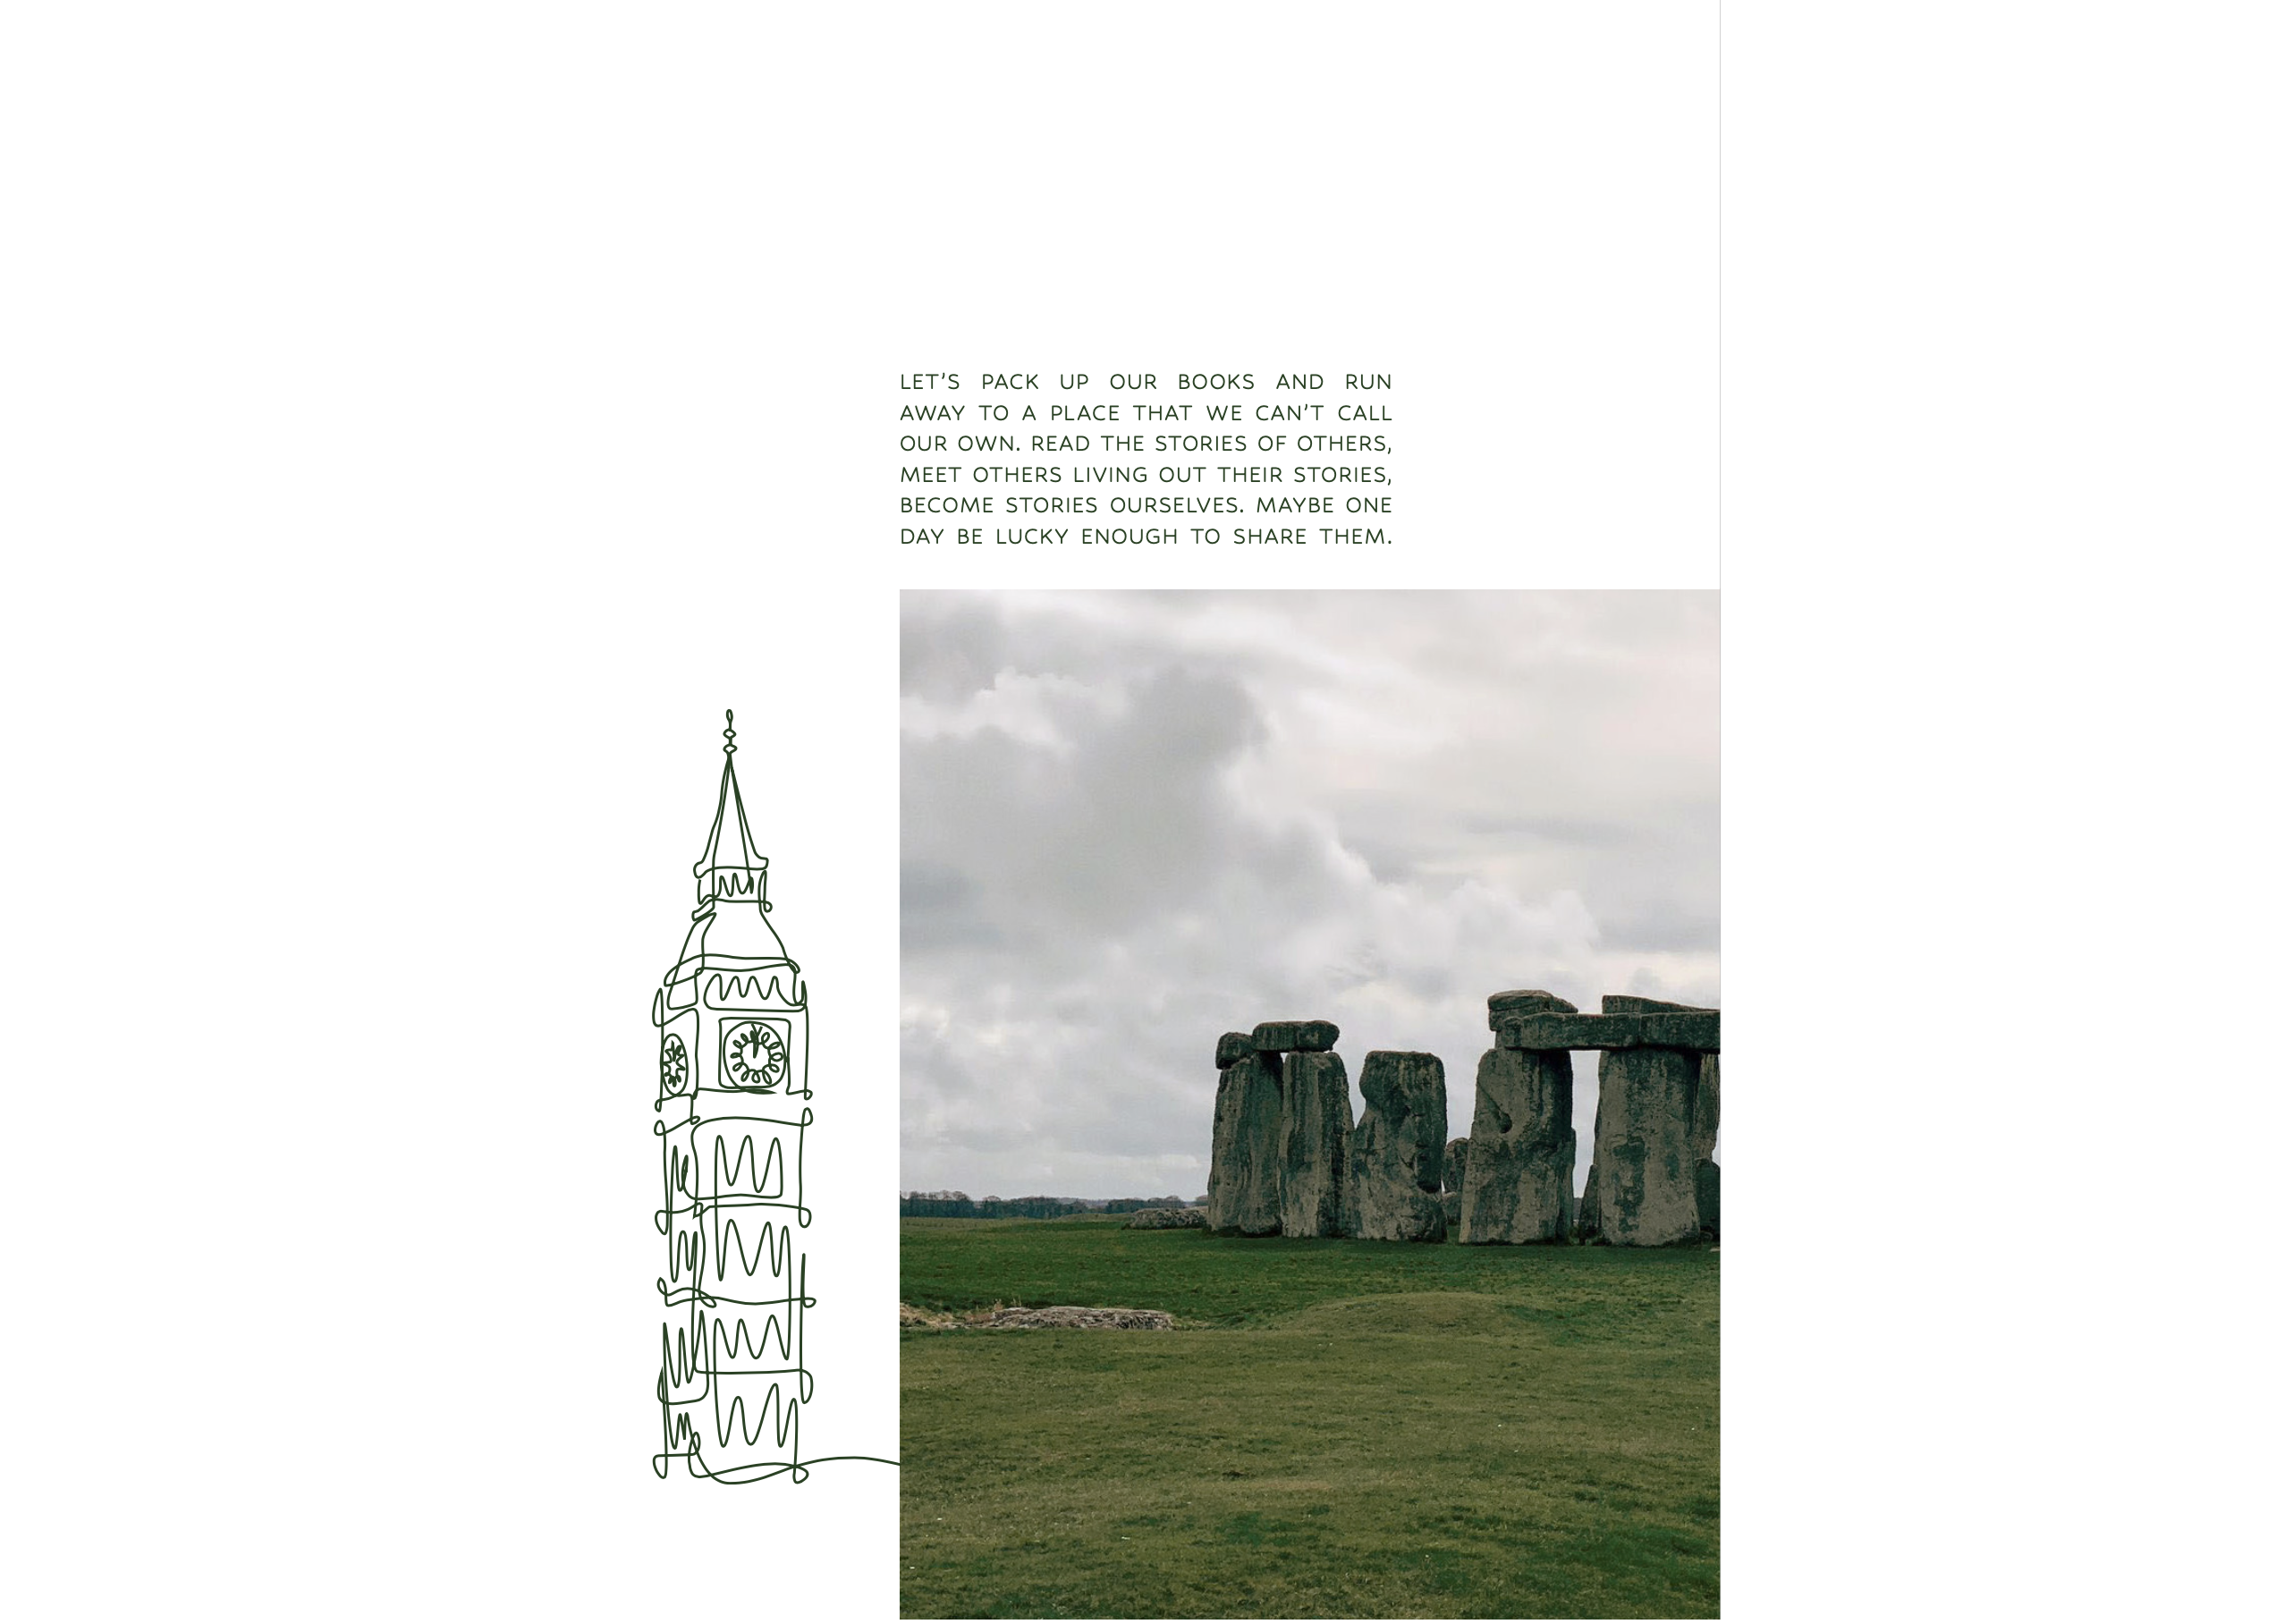 LET’S PACK UP OUR BOOKS AND RUN
AWAY TO A PLACE THAT WE CAN’T CALL
OUR OWN. READ THE STORIES OF OTHERS,
MEET OTHERS LIVING OUT THEIR STORIES,
BECOME STORIES OURSELVES. MAYBE ONE
DAY BE LUCKY ENOUGH TO SHARE THEM.